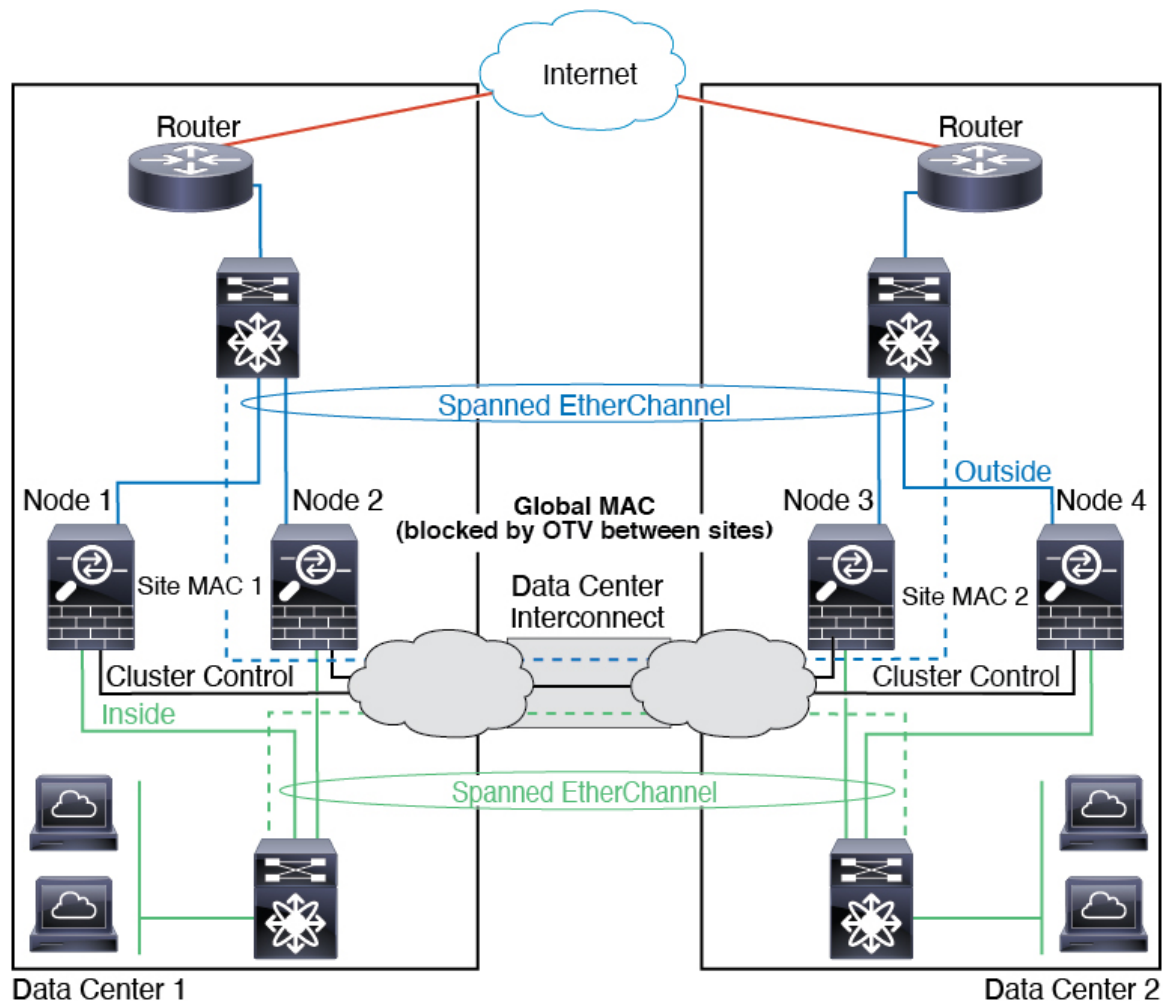 Internet
Router
Router
Spanned EtherChannel
Outside
Node 1
Node 2
Global MAC
(blocked by OTV between sites)
Node 3
Node 4
Site MAC 1
Data Center
Interconnect
Site MAC 2
Cluster Control
Cluster Control
Inside
Spanned EtherChannel
Data Center 1
Data Center 2